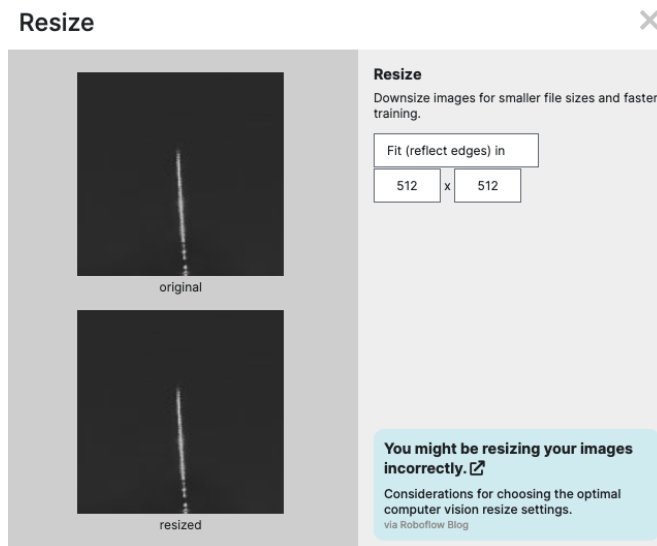 Resize
original
resized
Resize
Downsize images for smaller file sizes and faster
training.
Fit (reflect edges) in
512 x 512
You might be resizing your images
incorrectly.
Considerations for choosing the optimal
computer vision resize settings.
via Roboflow Blog